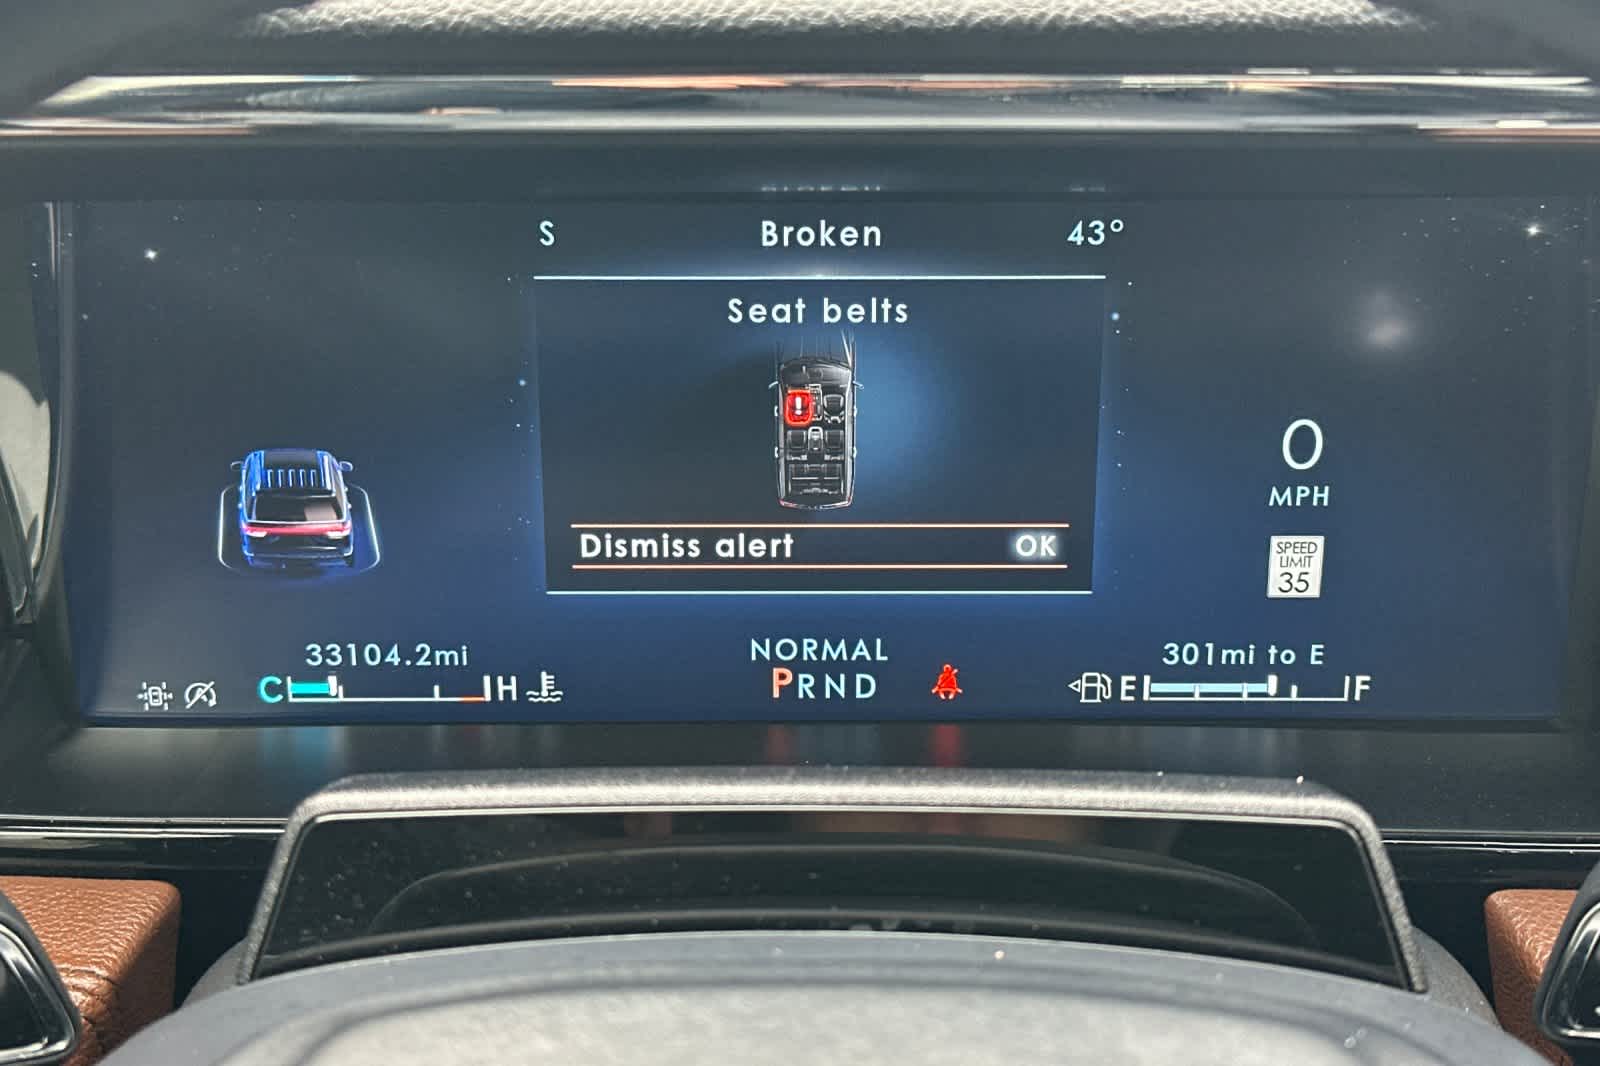 S Broken 43°
Seat belts
Dismiss alert OK
0
MPH
SPEED
LIMIT
35
33104.2mi
NORMAL
301mi to E
C H
PRND
E F